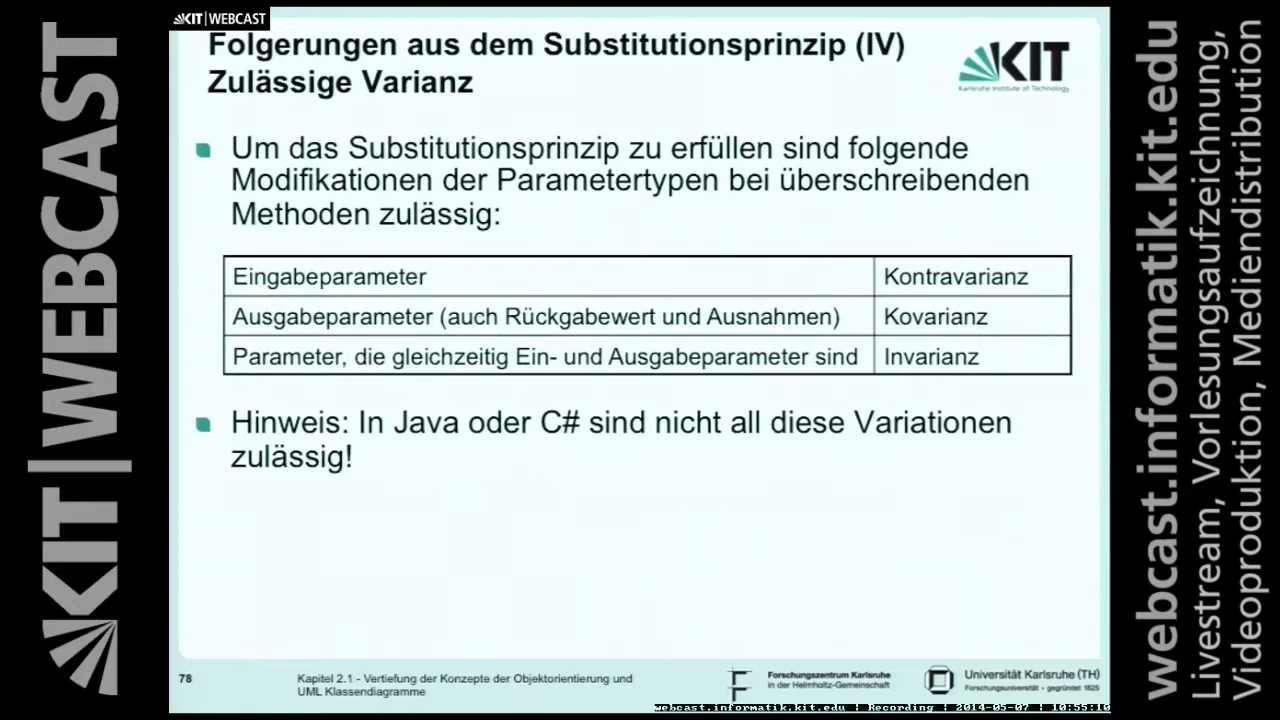 KIT|WEBCAST
KIT|WEBCAST
Folgerungen aus dem Substitutionsprinzip (IV)
Zulässige Varianz
KIT
Karlsruhe Institute of Technology
Um das Substitutionsprinzip zu erfüllen sind folgende
Modifikationen der Parametertypen bei überschreibenden
Methoden zulässig:
Eingabeparameter Kontravarianz
Ausgabeparameter (auch Rückgabewert und Ausnahmen) Kovarianz
Parameter, die gleichzeitig Ein- und Ausgabeparameter sind Invarianz
Hinweis: In Java oder C# sind nicht all diese Variationen
zulässig!
78
Kapitel 2.1 - Vertiefung der Konzepte der Objektorientierung und
UML Klassendiagramme
Forschungszentrum Karlsruhe
in der Helmholtz-Gemeinschaft
Universität Karlsruhe (TH)
Forschungsuniversität - gegründet 1825
webcast.informatik.kit.edu | Recording | 2014-05-07 | 10:55:10
webcast.informatik.kit.edu
Livestream, Vorlesungsaufzeichnung,
Videoproduktion, Mediendistribution